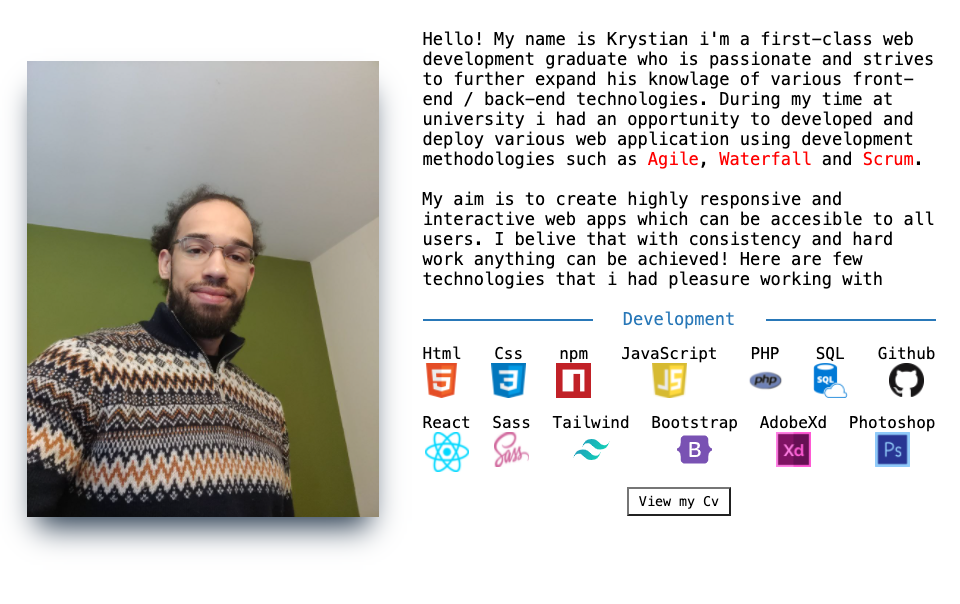 Hello! My name is Krystian i'm a first-class web
development graduate who is passionate and strives
to further expand his knowlage of various front-
end / back-end technologies. During my time at
university i had an opportunity to developed and
deploy various web application using development
methodologies such as Agile, Waterfall and Scrum.
My aim is to create highly responsive and
interactive web apps which can be accesible to all
users. I belive that with consistency and hard
work anything can be achieved! Here are few
technologies that i had pleasure working with
Development
Html Css npm JavaScript PHP SQL Github
5 3 n JS php SQL
React Sass Tailwind Bootstrap AdobeXd Photoshop
Sass B Xd Ps
View my Cv